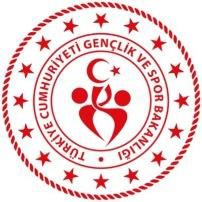 TÜRKİYE CUMHURİYETİ GENÇLİK VE SPOR BAKANLIĞI